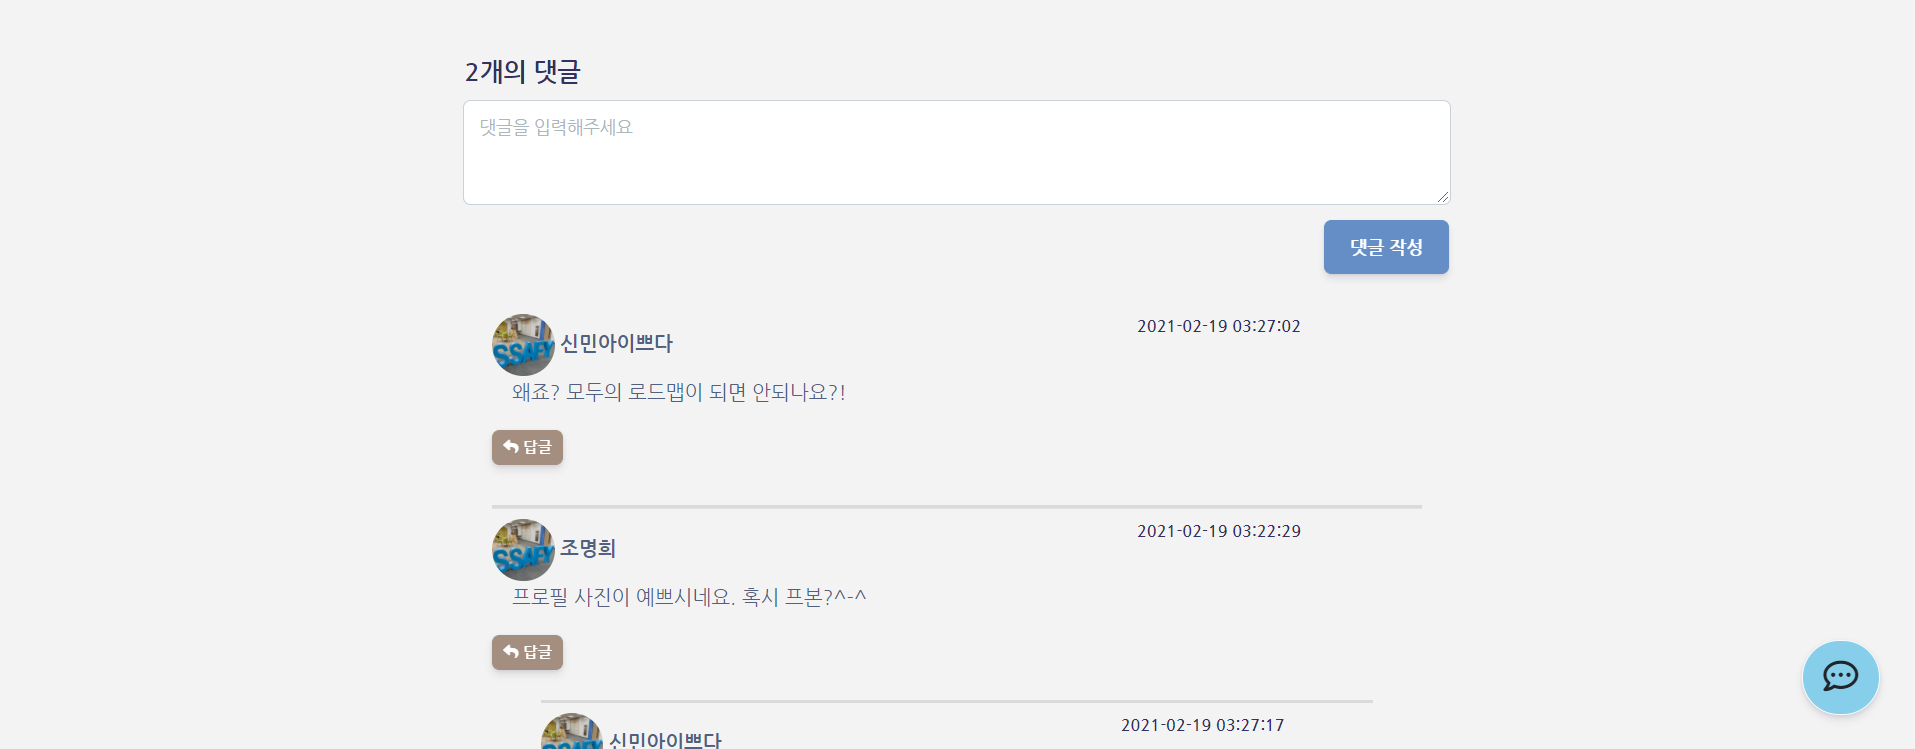 2개의 댓글
댓글을 입력해주세요
댓글 작성
SSAFY
신민아이쁘다
2021-02-19 03:27:02
왜죠? 모두의 로드맵이 되면 안되나요?!
답글
SSAFY
조명희
2021-02-19 03:22:29
프로필 사진이 예쁘시네요. 혹시 프본?^-^
답글
SSAFY
신민아이쁘다
2021-02-19 03:27:17